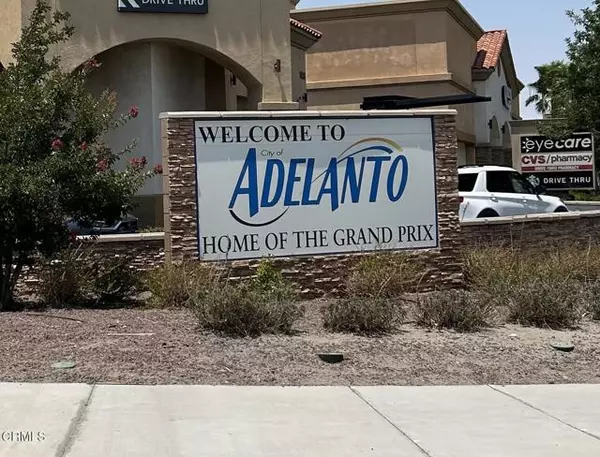 DRIVE THRU
WELCOME TO
City of
ADELANTO
HOME OF THE GRAND PRIX
eyecare
CVS/pharmacy
DRIVE THRU
CRMLS